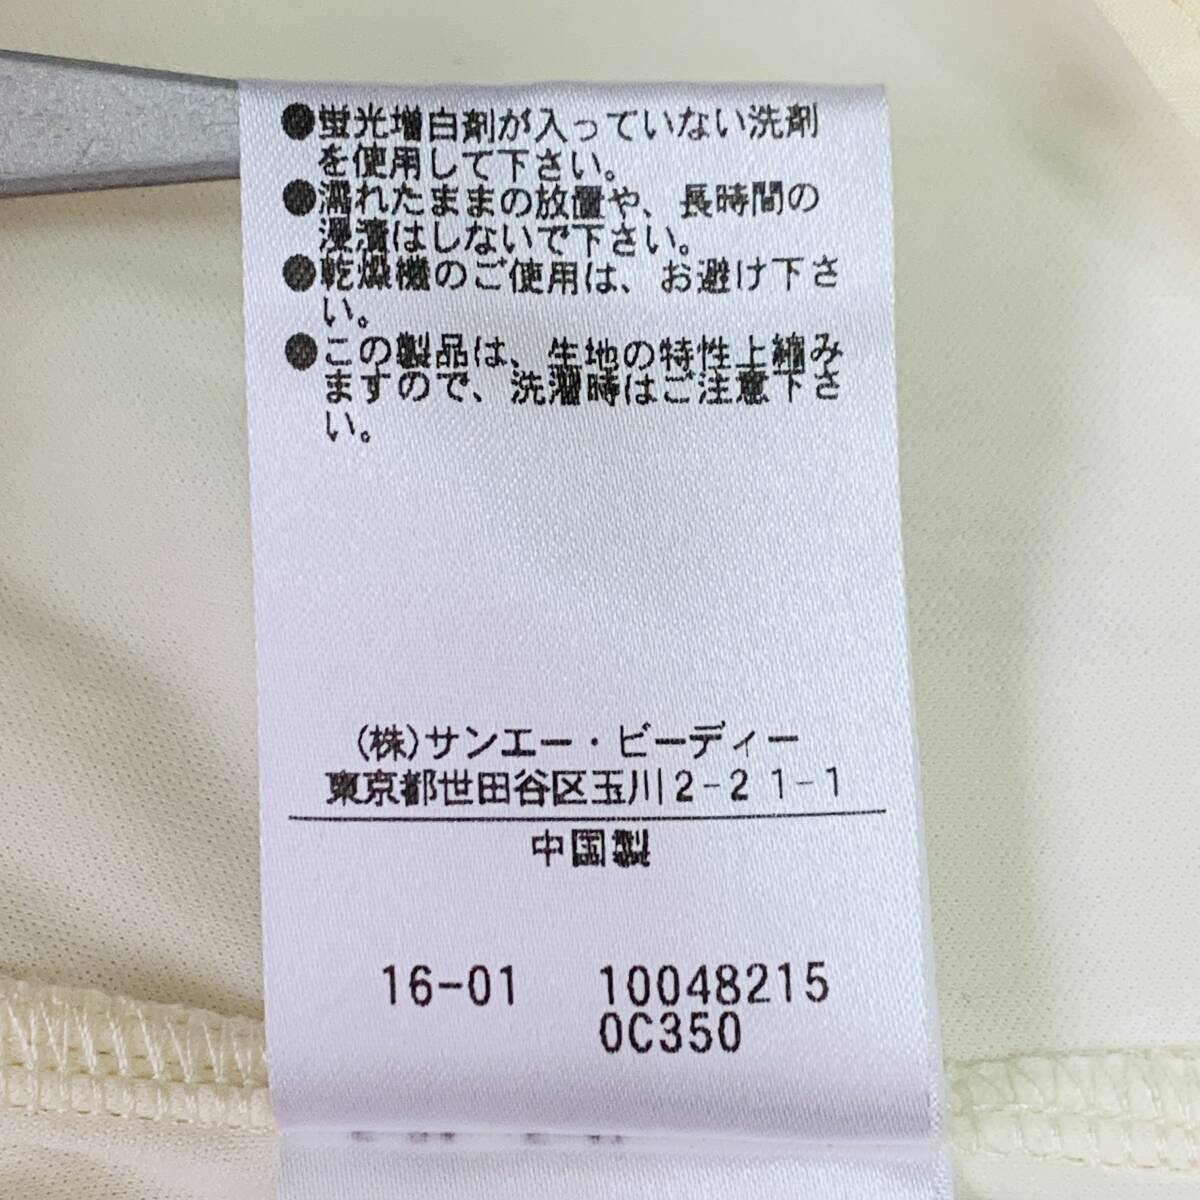 ●蛍光増白剤が入っていない洗剤
を使用して下さい。
●濡れたままの放置や、長時間の
浸漬はしないで下さい。
●乾燥機のご使用は、お避け下さ
い。
●この製品は、生地の特性上縮み
ますので、洗濯時はご注意下さ
い。
(株)サンエー・ビーディー
東京都世田谷区玉川2-21-1
中国製
16-01 10048215
0C350